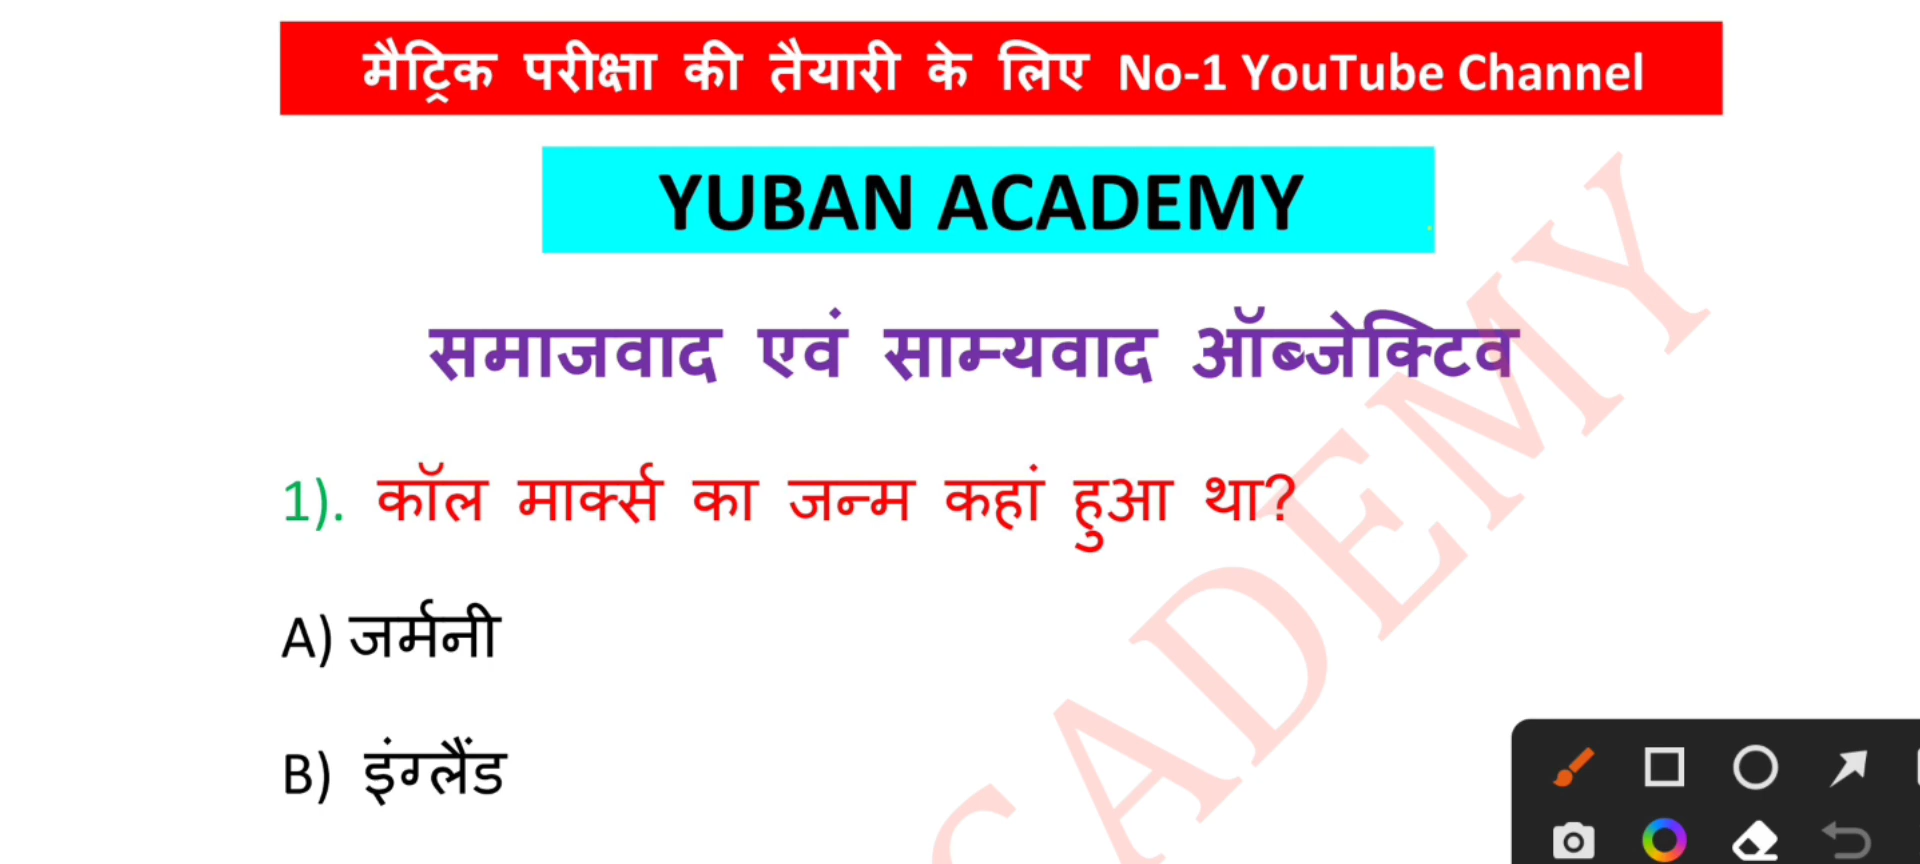 मैट्रिक परीक्षा की तैयारी के लिए No-1 YouTube Channel
YUBAN ACADEMY
समाजवाद एवं साम्यवाद ऑब्जेक्टिव
1). कॉल मार्क्स का जन्म कहां हुआ था?
A) जर्मनी
B) इंग्लैंड
CADEMY